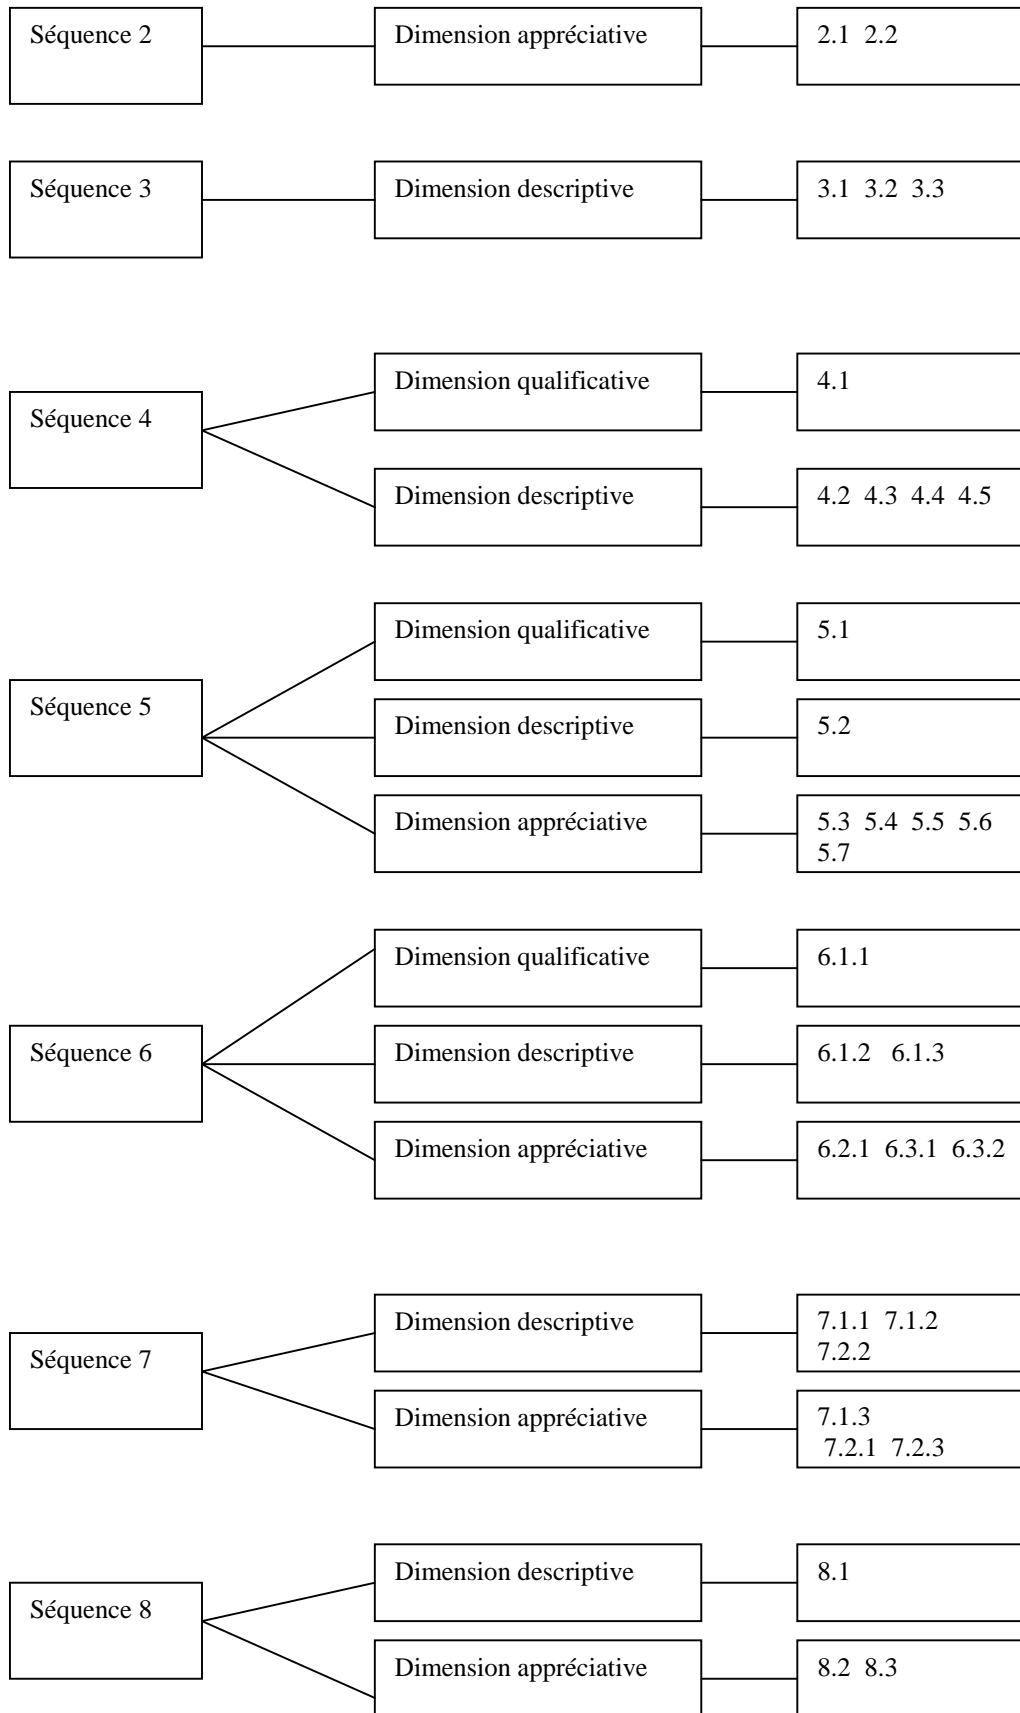 Séquence 2
Dimension appréciative
2.1 2.2
Séquence 3
Dimension descriptive
3.1 3.2 3.3
Séquence 4
Dimension qualificative
4.1
Dimension descriptive
4.2 4.3 4.4 4.5
Séquence 5
Dimension qualificative
5.1
Dimension descriptive
5.2
Dimension appréciative
5.3 5.4 5.5 5.6
5.7
Séquence 6
Dimension qualificative
6.1.1
Dimension descriptive
6.1.2 6.1.3
Dimension appréciative
6.2.1 6.3.1 6.3.2
Séquence 7
Dimension descriptive
7.1.1 7.1.2
7.2.2
Dimension appréciative
7.1.3
7.2.1 7.2.3
Séquence 8
Dimension descriptive
8.1
Dimension appréciative
8.2 8.3